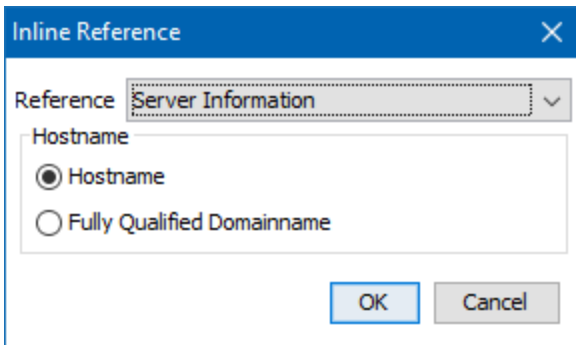 Inline Reference
Reference Server Information
Hostname
Hostname
Fully Qualified Domainname
OK Cancel